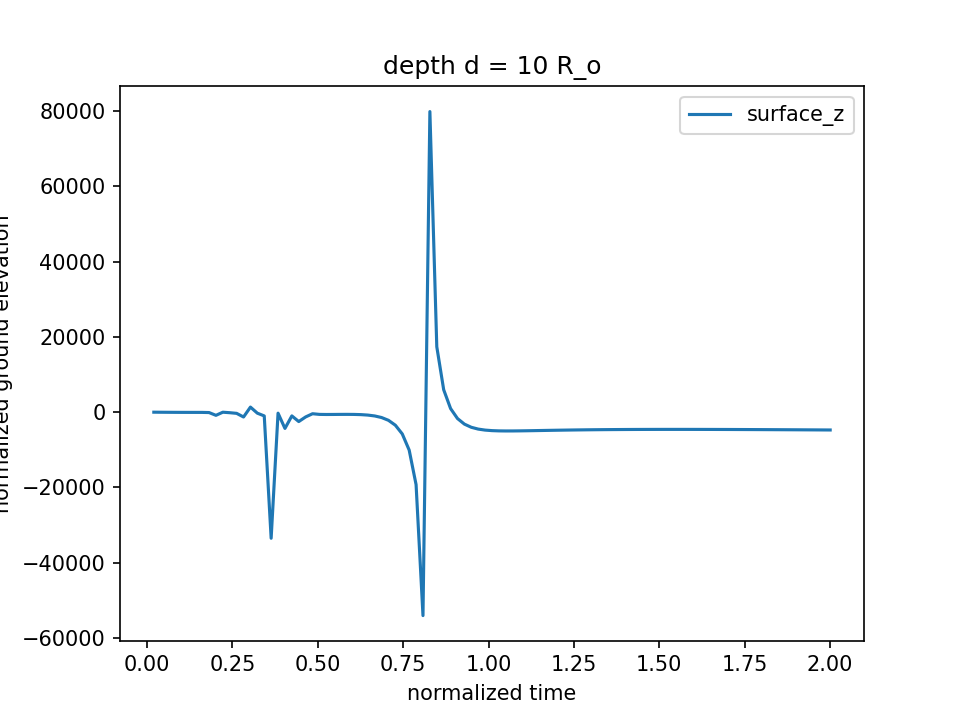 depth d = 10 R_o
surface_z
80000
60000
40000
20000
0
−20000
−40000
−60000
normalized ground elevation
0.00 0.25 0.50 0.75 1.00 1.25 1.50 1.75 2.00
normalized time